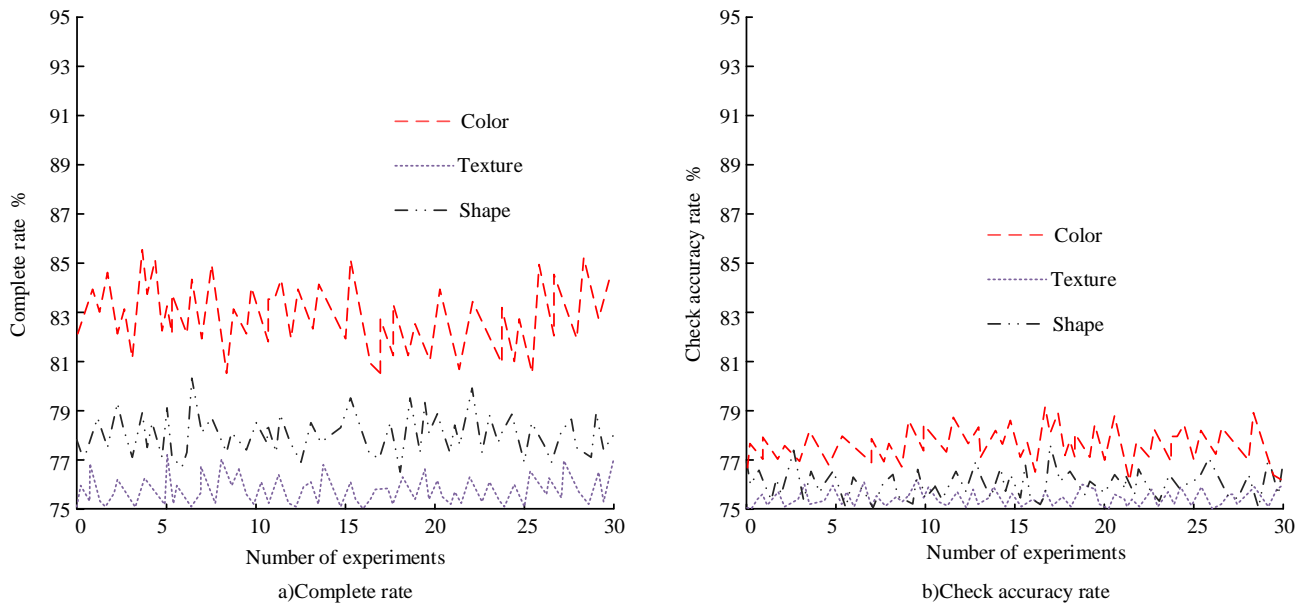 95
93
91
89
87
85
83
81
79
77
75
Complete rate %
Color
Texture
Shape
0 5 10 15 20 25 30
Number of experiments
a)Complete rate
95
93
91
89
87
85
83
81
79
77
75
Check accuracy rate %
Color
Texture
Shape
0 5 10 15 20 25 30
Number of experiments
b)Check accuracy rate